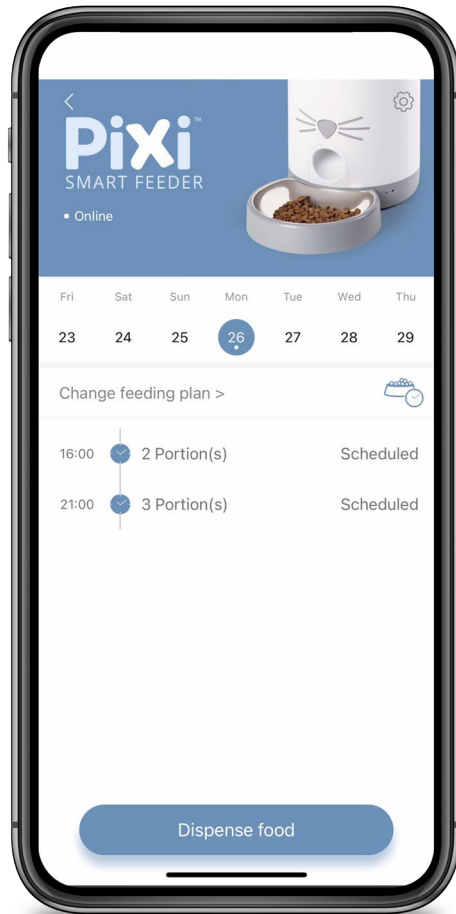 <
PiXi™
SMART FEEDER
• Online
Fri Sat Sun Mon Tue Wed Thu
23 24 25 26 27 28 29
Change feeding plan >
16:00 2 Portion(s) Scheduled
21:00 3 Portion(s) Scheduled
Dispense food